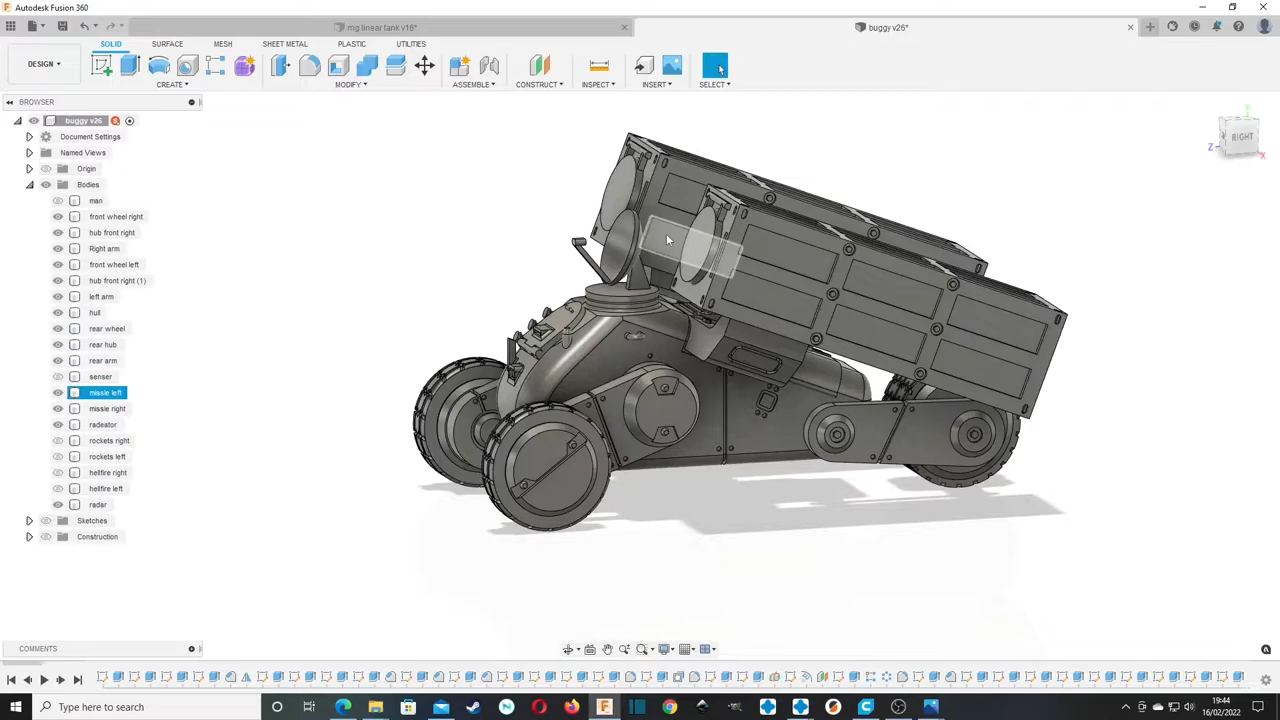 Autodesk Fusion 360
mg linear tank v16*
buggy v26*
SOLID
SURFACE
MESH
SHEET METAL
PLASTIC
UTILITIES
DESIGN
CREATE
MODIFY
ASSEMBLE
CONSTRUCT
INSPECT
INSERT
SELECT
BROWSER
buggy v26
Document Settings
Named Views
Origin
Bodies
man
front wheel right
hub front right
Right arm
front wheel left
hub front right (1)
left arm
hull
rear wheel
rear hub
rear arm
senser
missle left
missle right
radeator
rockets right
rockets left
hellfire right
hellfire left
radar
Sketches
Construction
Y
RIGHT
Z
X
COMMENTS
Type here to search
19:44
16/02/2022